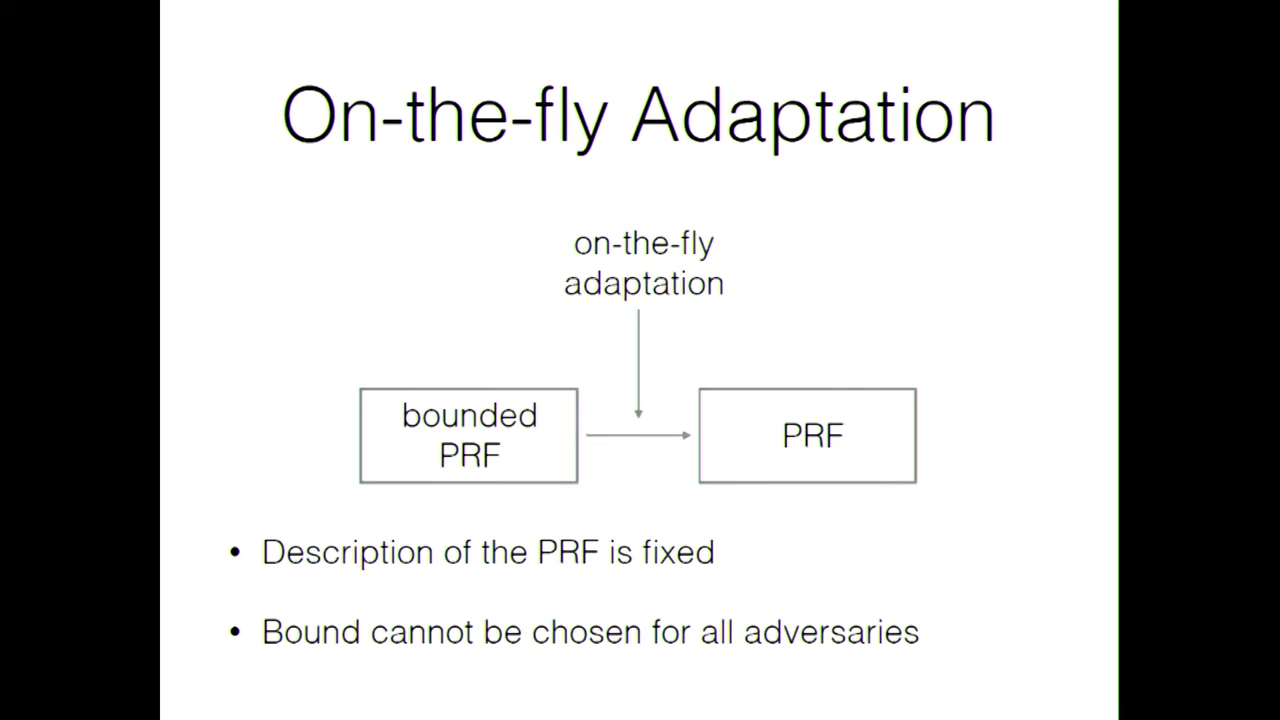 On-the-fly Adaptation
on-the-fly
adaptation
bounded
PRF
PRF
• Description of the PRF is fixed
• Bound cannot be chosen for all adversaries